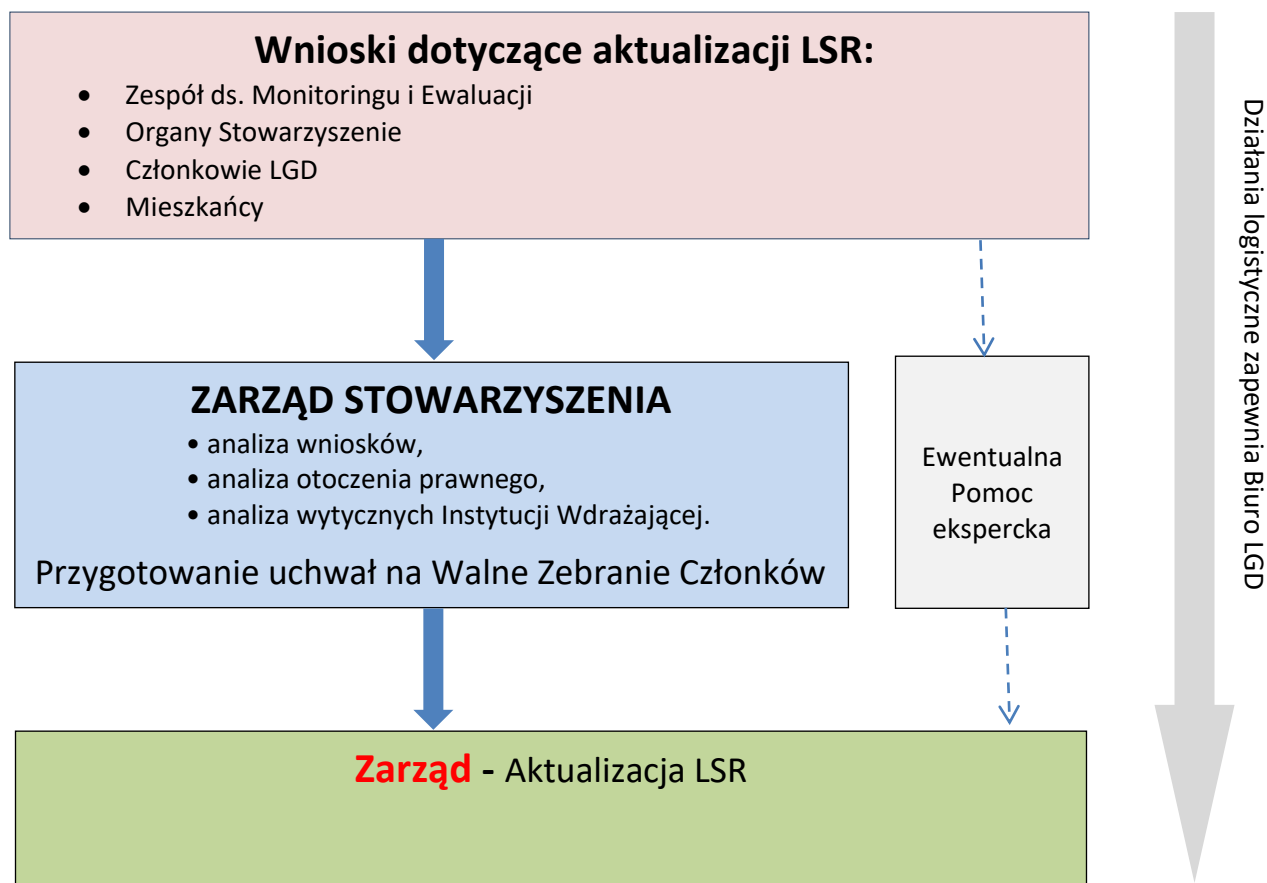 Wnioski dotyczące aktualizacji LSR:
• Zespół ds. Monitoringu i Ewaluacji
• Organy Stowarzyszenie
• Członkowie LGD
• Mieszkańcy
ZARZĄD STOWARZYSZENIA
• analiza wniosków,
• analiza otoczenia prawnego,
• analiza wytycznych Instytucji Wdrażającej.
Przygotowanie uchwał na Walne Zebranie Członków
Ewentualna
Pomoc
ekspercka
Zarząd - Aktualizacja LSR
Działania logistyczne zapewnia Biuro LGD